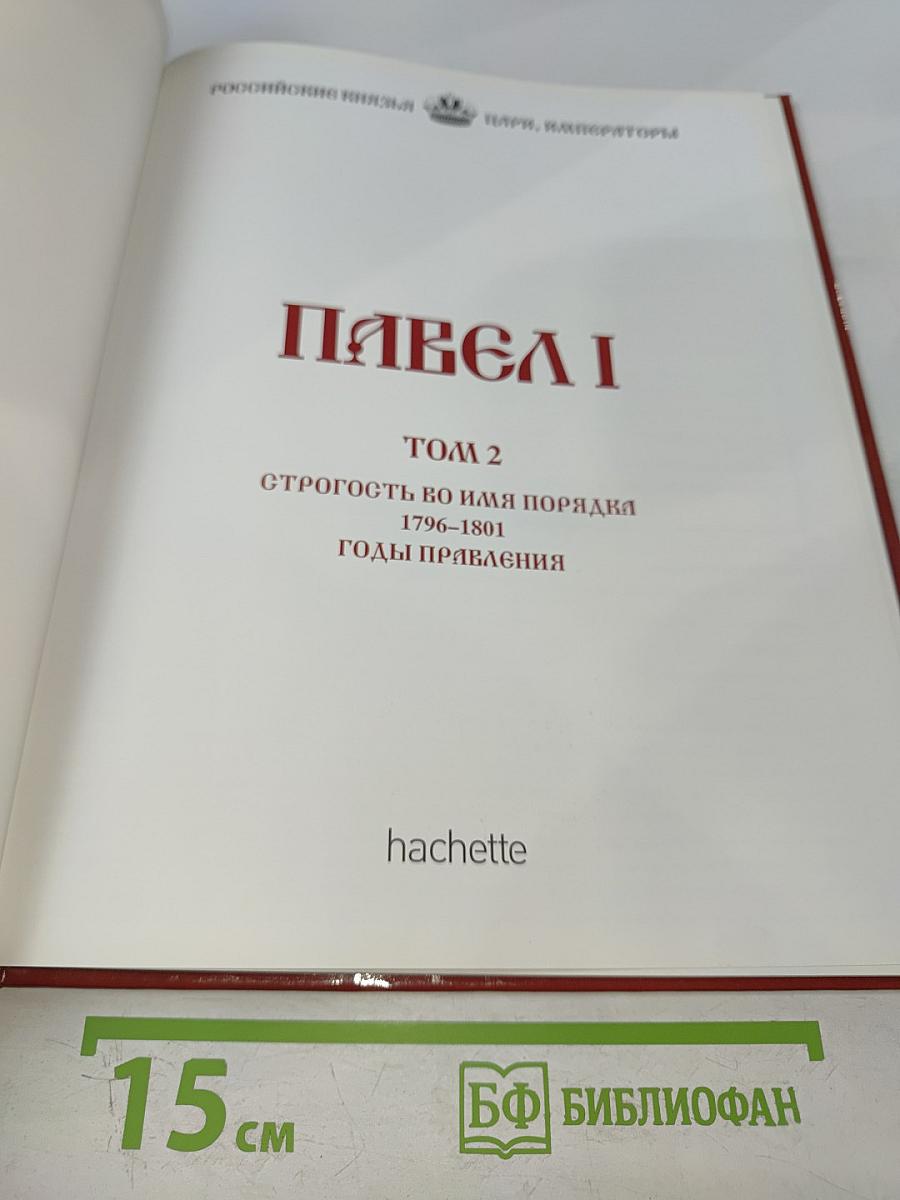 РОССИЙСКИЕ КНЯЗЬЯ ЦАРИ, ИМПЕРАТОРЫ
ПАВЕЛ I
ТОМ 2
СТРОГОСТЬ ВО ИМЯ ПОРЯДКА
1796–1801
ГОДЫ ПРАВЛЕНИЯ
hachette
15 см
БФ БИБЛИОФАН